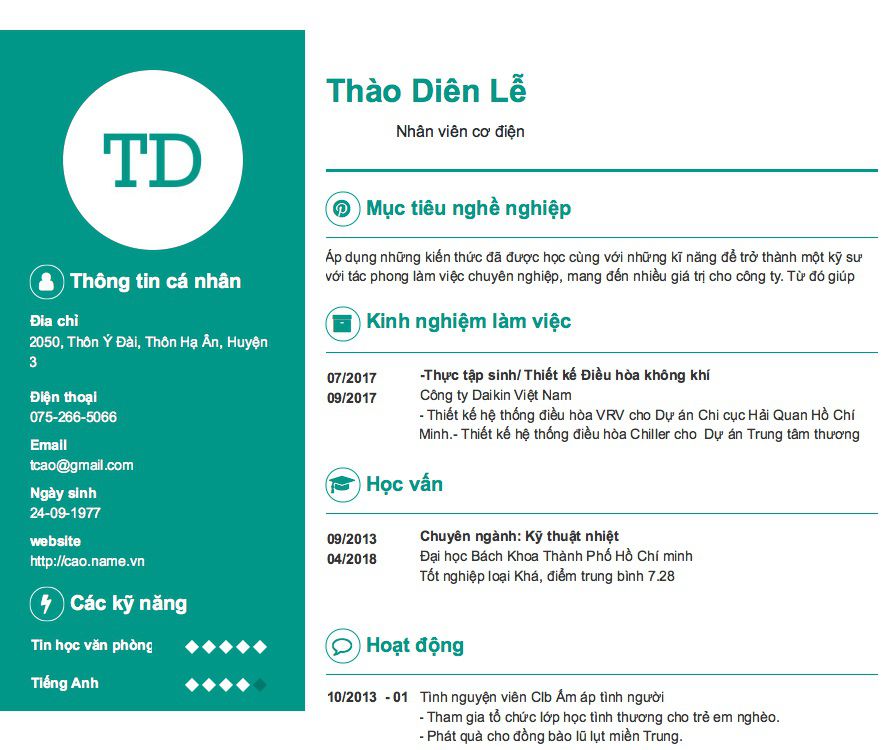 TD
Thông tin cá nhân
Địa chỉ
2050, Thôn Ý Đài, Thôn Hạ Ân, Huyện
3
Điện thoại
075-266-5066
Email
tcao@gmail.com
Ngày sinh
24-09-1977
website
http://cao.name.vn
Các kỹ năng
Tin học văn phòng
Tiếng Anh
Thào Diên Lễ
Nhân viên cơ điện
Mục tiêu nghề nghiệp
Áp dụng những kiến thức đã được học cùng với những kĩ năng để trở thành một kỹ sư
với tác phong làm việc chuyên nghiệp, mang đến nhiều giá trị cho công ty. Từ đó giúp
Kinh nghiệm làm việc
07/2017 -Thực tập sinh/ Thiết kế Điều hòa không khí
09/2017 Công ty Daikin Việt Nam
- Thiết kế hệ thống điều hòa VRV cho Dự án Chi cục Hải Quan Hồ Chí
Minh.- Thiết kế hệ thống điều hòa Chiller cho Dự án Trung tâm thương
Học vấn
09/2013 Chuyên ngành: Kỹ thuật nhiệt
04/2018 Đại học Bách Khoa Thành Phố Hồ Chí minh
Tốt nghiệp loại Khá, điểm trung bình 7.28
Hoạt động
10/2013 - 01 Tình nguyện viên Clb Ấm áp tình người
- Tham gia tổ chức lớp học tình thương cho trẻ em nghèo.
- Phát quà cho đồng bào lũ lụt miền Trung.